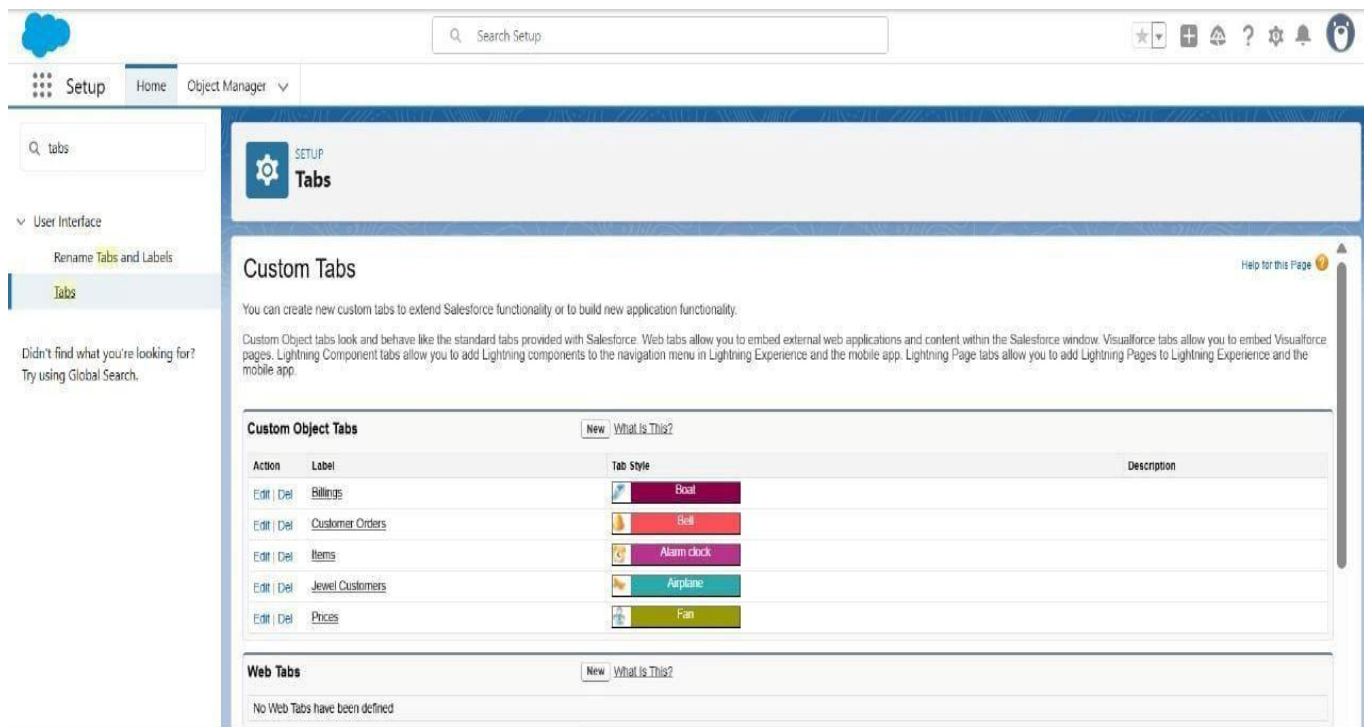 Search Setup
Setup
Home
Object Manager
tabs
SETUP
Tabs
User Interface
Rename Tabs and Labels
Tabs
Didn't find what you're looking for?
Try using Global Search.
Custom Tabs
Help for this Page
You can create new custom tabs to extend Salesforce functionality or to build new application functionality.
Custom Object tabs look and behave like the standard tabs provided with Salesforce. Web tabs allow you to embed external web applications and content within the Salesforce window. Visualforce tabs allow you to embed Visualforce
pages. Lightning Component tabs allow you to add Lightning components to the navigation menu in Lightning Experience and the mobile app. Lightning Page tabs allow you to add Lightning Pages to Lightning Experience and the
mobile app.
Custom Object Tabs New What Is This?
Action Label Tab Style Description
Edit | Del Billings Boat
Edit | Del Customer Orders Bell
Edit | Del Items Alarm clock
Edit | Del Jewel Customers Airplane
Edit | Del Prices Fan
Web Tabs New What Is This?
No Web Tabs have been defined